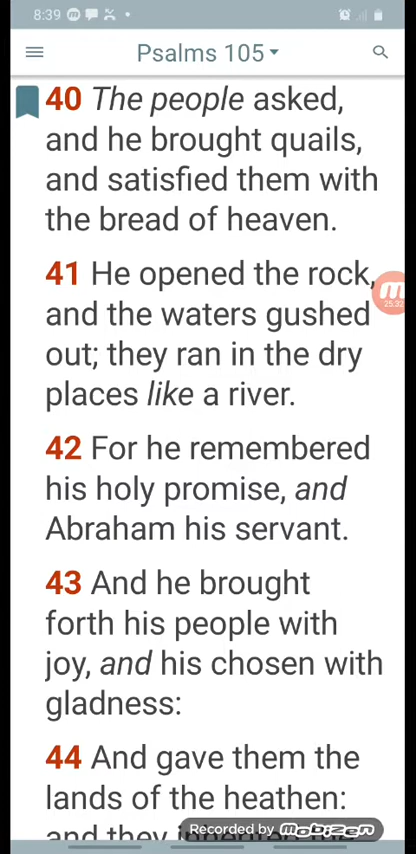 8:39
Psalms 105
40 The people asked,
and he brought quails,
and satisfied them with
the bread of heaven.
41 He opened the rock,
25:32
and the waters gushed
out; they ran in the dry
places like a river.
42 For he remembered
his holy promise, and
Abraham his servant.
43 And he brought
forth his people with
joy, and his chosen with
gladness:
44 And gave them the
lands of the heathen:
and they
Recorded by mobizen